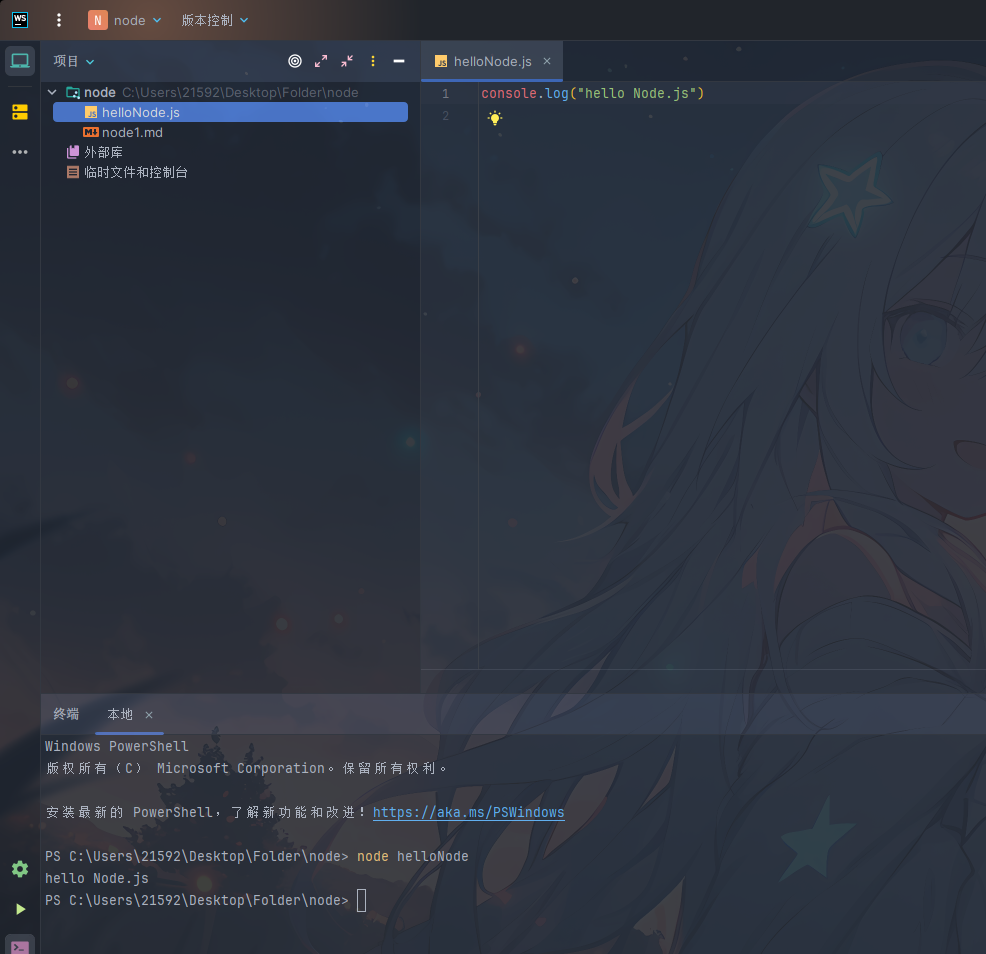 WS
N node 版本控制
项目
helloNode.js
node C:\Users\21592\Desktop\Folder\node
JS helloNode.js
M+ node1.md
外部库
临时文件和控制台
1 console.log("hello Node.js")
2
终端 本地
Windows PowerShell
版权所有（C） Microsoft Corporation。保留所有权利。
安装最新的 PowerShell，了解新功能和改进！https://aka.ms/PSWindows
PS C:\Users\21592\Desktop\Folder\node> node helloNode
hello Node.js
PS C:\Users\21592\Desktop\Folder\node>